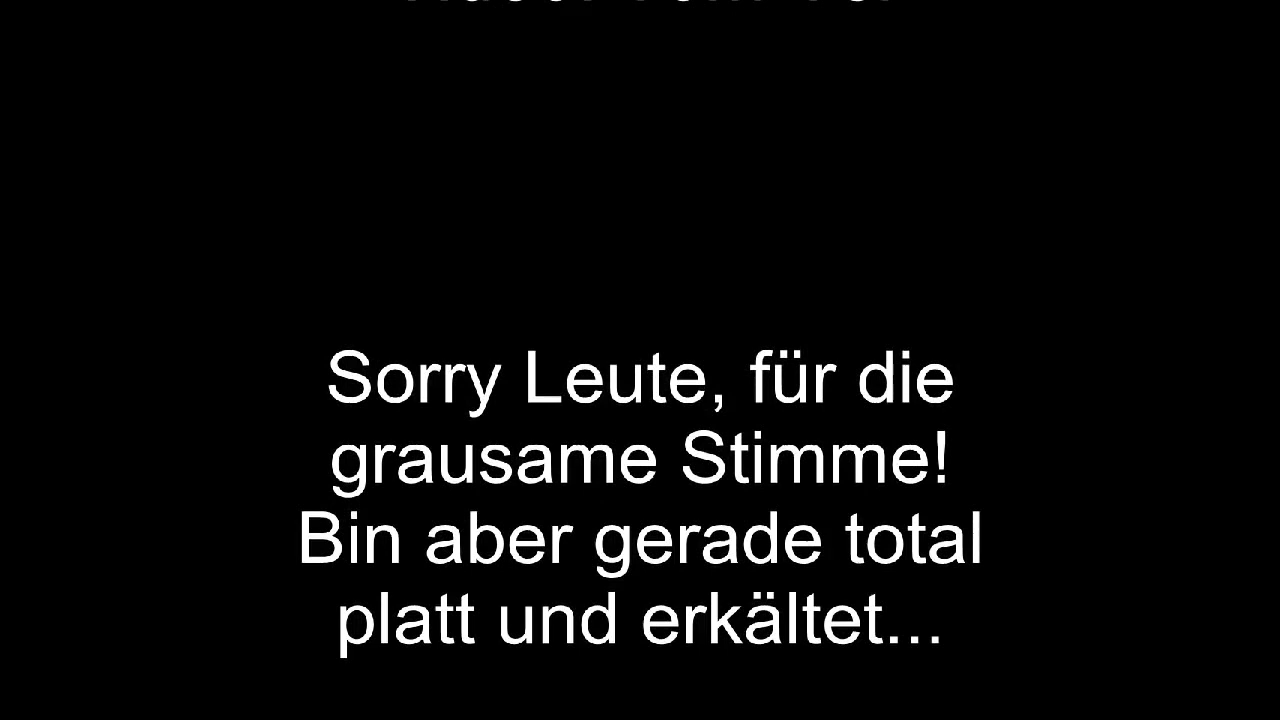 Sorry Leute, für die
grausame Stimme!
Bin aber gerade total
platt und erkältet...